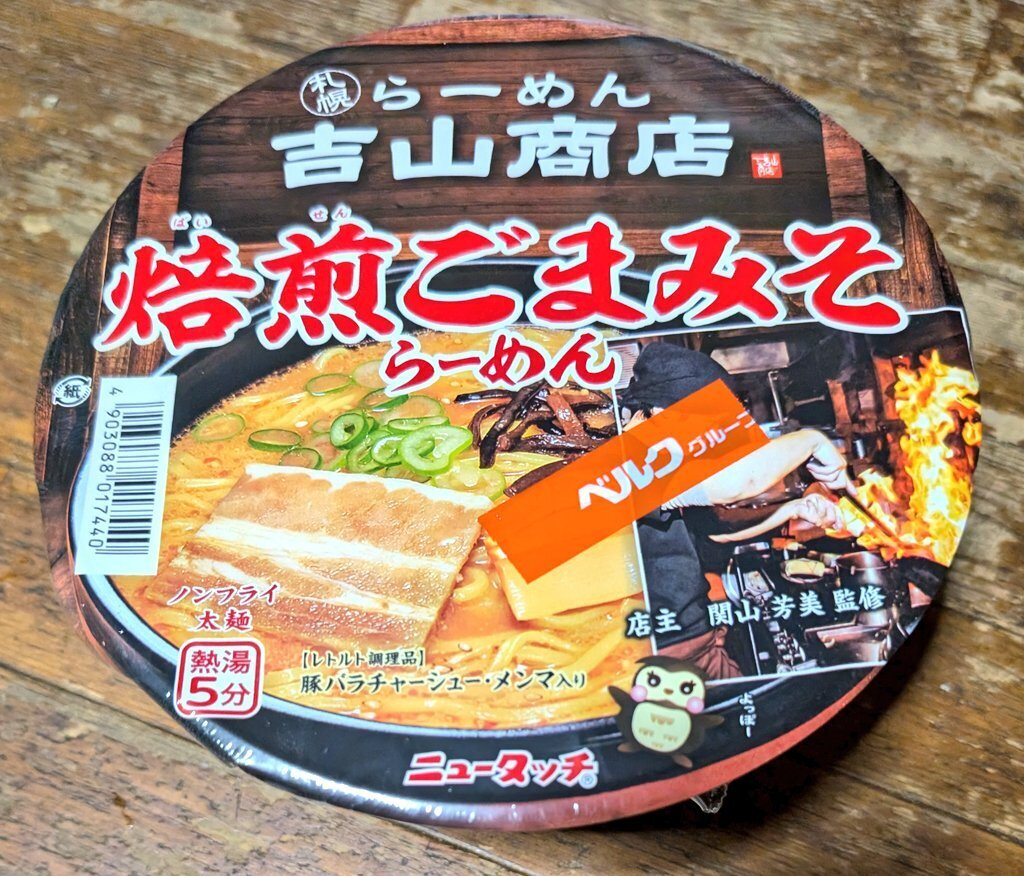 札幌
らーめん
吉山商店
ばいせん
焙煎ごまみそ
らーめん
紙
4 903088 017440
ベルク グループ
ノンフライ
太麺
熱湯
5分
【レトルト調理品】
豚バラチャーシュー・メンマ入り
店主 関山 芳美 監修
よっぽー
ニュータッチ®